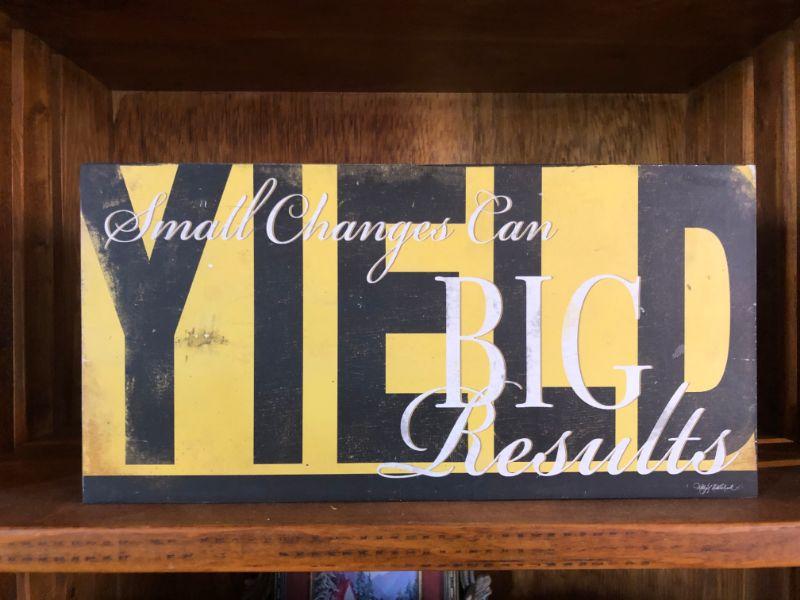 Small Changes Can
YIELD
BIG
Results